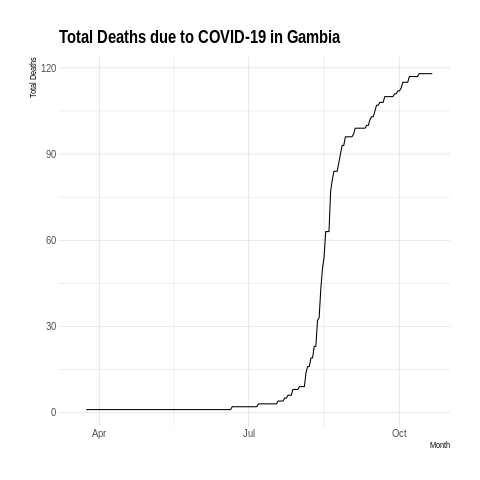 Total Deaths due to COVID-19 in Gambia
Total Deaths
120
90
60
30
0
Apr
Jul
Oct
Month